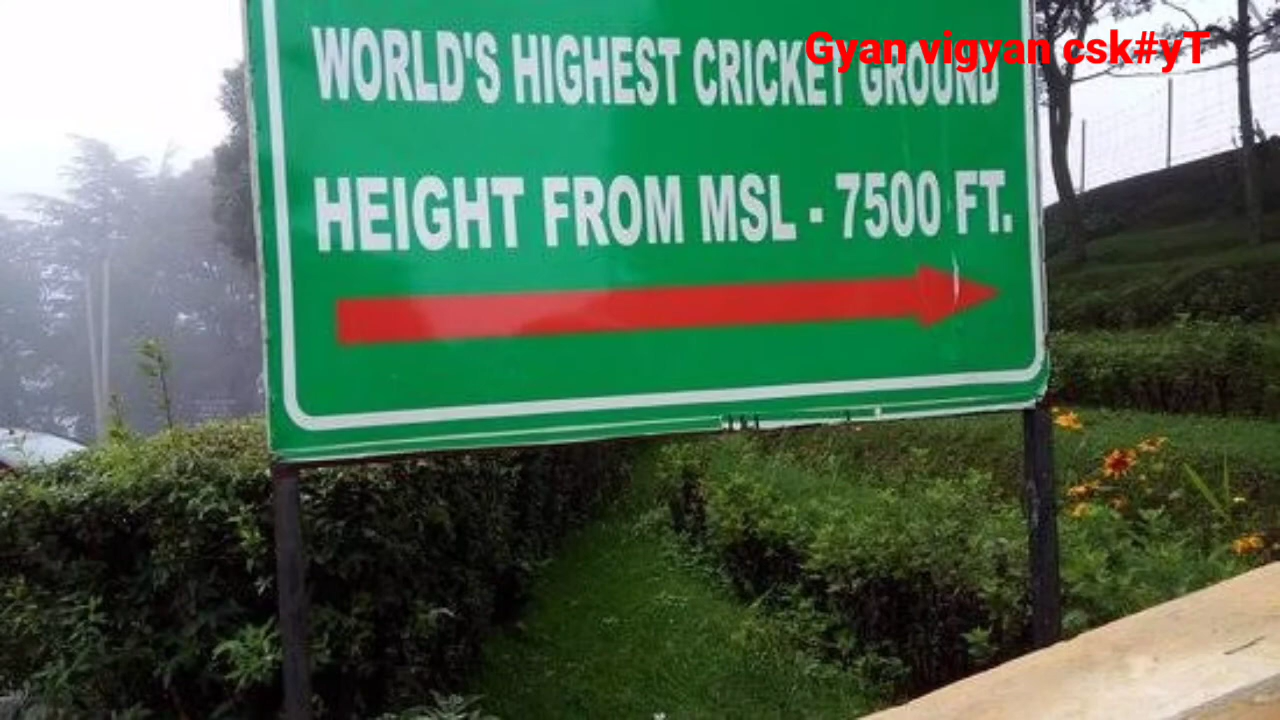 WORLD'S HIGHEST CRICKET GROUND
Gyan vigyan csk#yT
HEIGHT FROM MSL - 7500 FT.